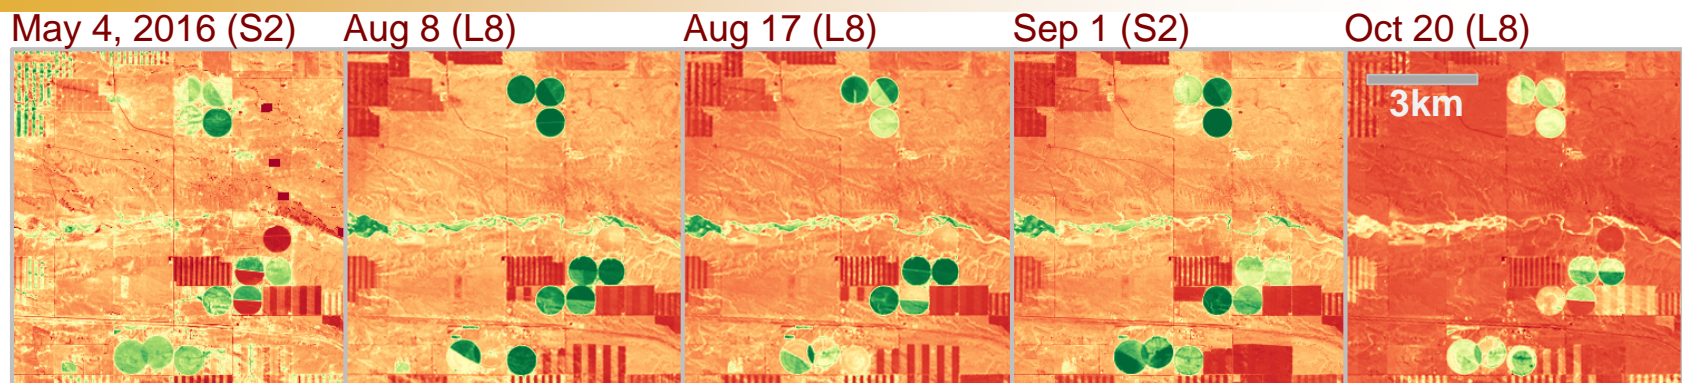 May 4, 2016 (S2)
Aug 8 (L8)
Aug 17 (L8)
Sep 1 (S2)
Oct 20 (L8)
3km